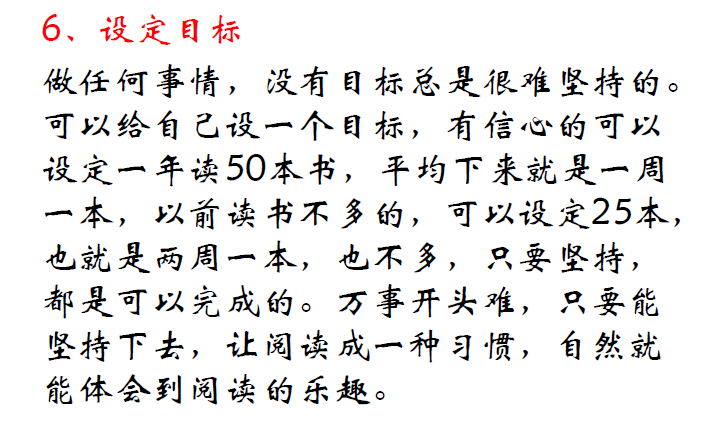 6、设定目标
做任何事情，没有目标总是很难坚持的。
可以给自己设一个目标，有信心的可以
设定一年读50本书，平均下来就是一周
一本，以前读书不多的，可以设定25本，
也就是两周一本，也不多，只要坚持，
都是可以完成的。万事开头难，只要能
坚持下去，让阅读成一种习惯，自然就
能体会到阅读的乐趣。